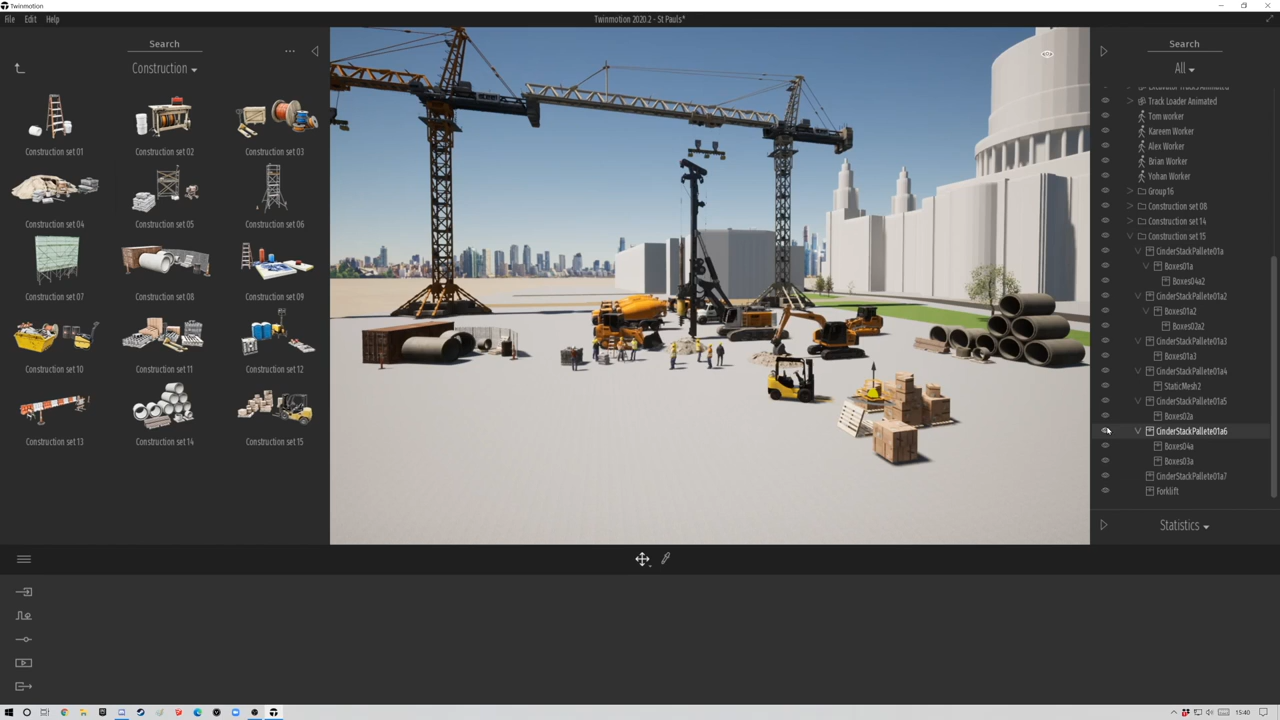 Twinmotion
File Edit Help
Twinmotion 2020.2 - St Pauls*
Search
...
Construction
Construction set 01
Construction set 02
Construction set 03
Construction set 04
Construction set 05
Construction set 06
Construction set 07
Construction set 08
Construction set 09
Construction set 10
Construction set 11
Construction set 12
Construction set 13
Construction set 14
Construction set 15
Search
All
Track Loader Animated
Tom worker
Kareem Worker
Alex Worker
Brian Worker
Yohan Worker
Group16
Construction set 08
Construction set 14
Construction set 15
CinderStackPallete01a
Boxes01a
Boxes04a2
CinderStackPallete01a2
Boxes01a2
Boxes02a2
CinderStackPallete01a3
Boxes01a3
CinderStackPallete01a4
StaticMesh2
CinderStackPallete01a5
Boxes02a
CinderStackPallete01a6
Boxes04a
Boxes03a
CinderStackPallete01a7
Forklift
Statistics
15:40